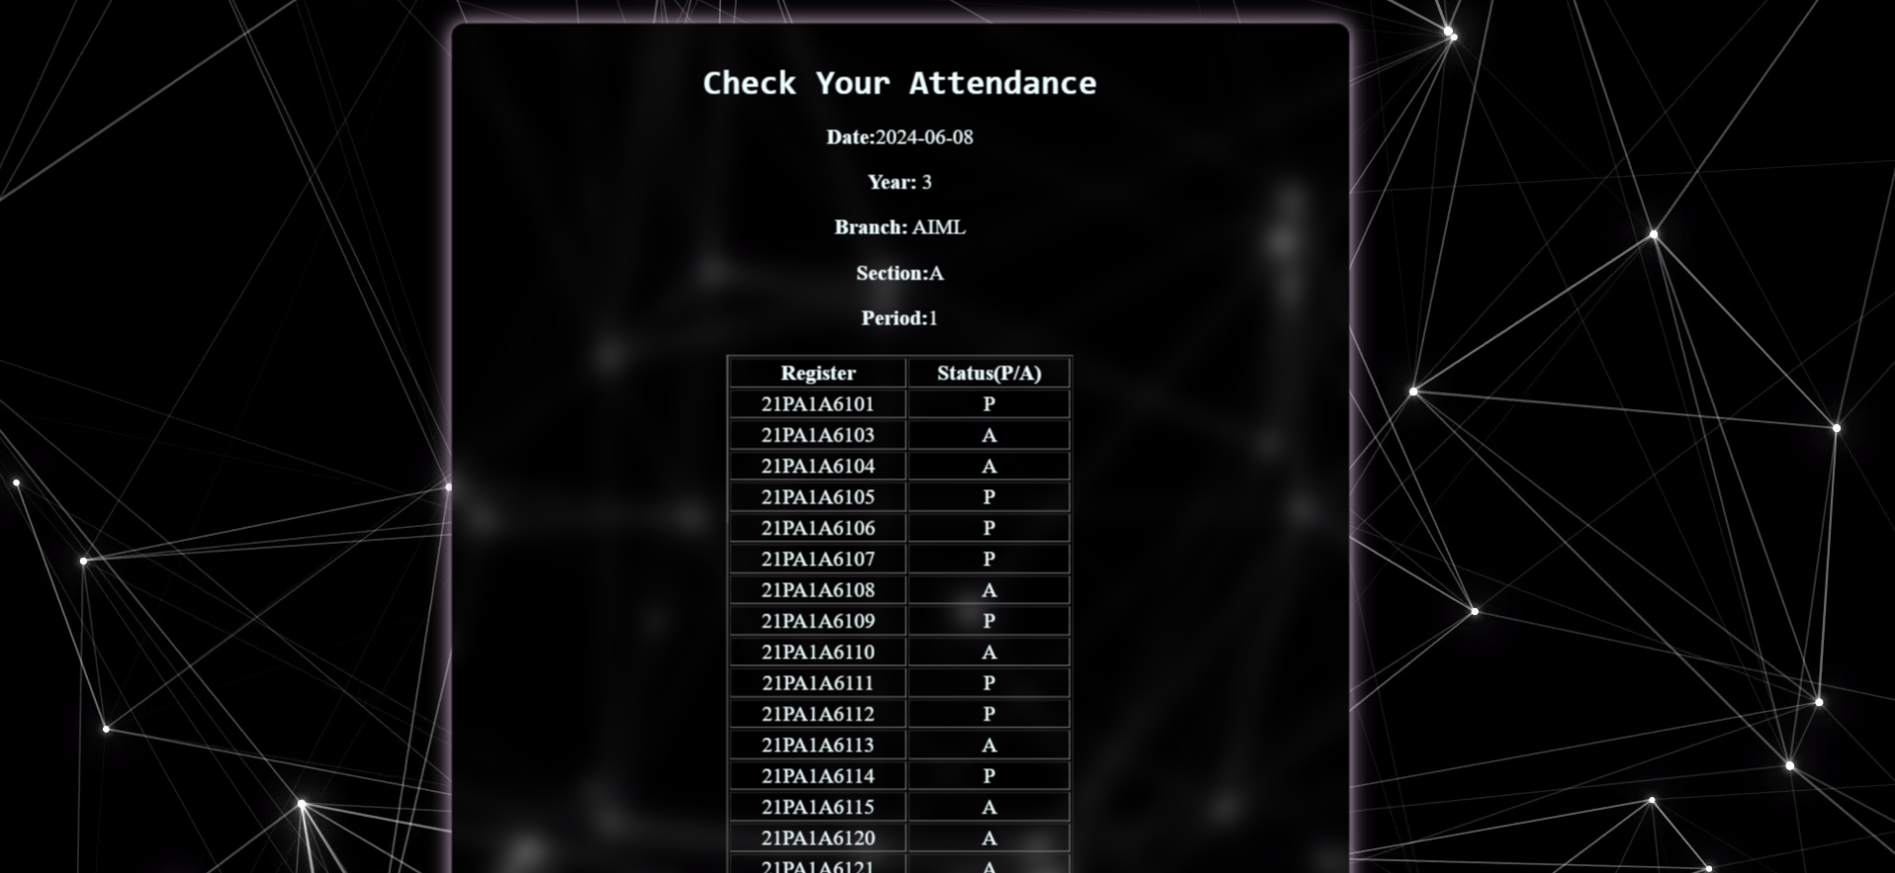 Check Your Attendance
Date:2024-06-08
Year: 3
Branch: AIML
Section:A
Period:1
Register Status(P/A)
21PA1A6101 P
21PA1A6103 A
21PA1A6104 A
21PA1A6105 P
21PA1A6106 P
21PA1A6107 P
21PA1A6108 A
21PA1A6109 P
21PA1A6110 A
21PA1A6111 P
21PA1A6112 P
21PA1A6113 A
21PA1A6114 P
21PA1A6115 A
21PA1A6120 A
21PA1A6121 A